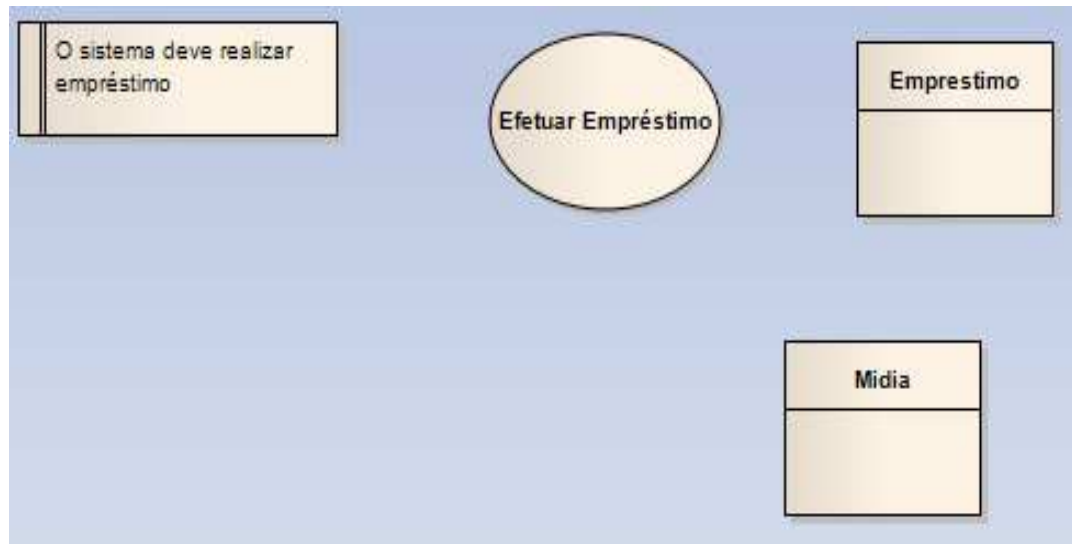 O sistema deve realizar
empréstimo
Efetuar Empréstimo
Emprestimo
Midia